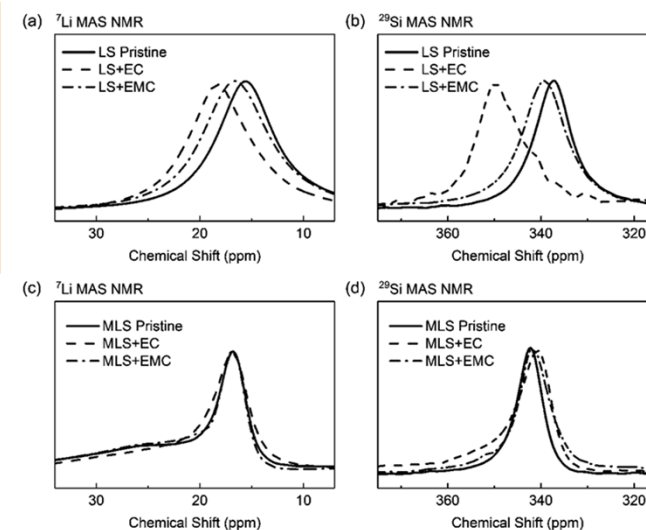 (a) ⁷Li MAS NMR
LS Pristine
LS+EC
LS+EMC
30 20 10
Chemical Shift (ppm)
(b) ²⁹Si MAS NMR
LS Pristine
LS+EC
LS+EMC
360 340 320
Chemical Shift (ppm)
(c) ⁷Li MAS NMR
MLS Pristine
MLS+EC
MLS+EMC
30 20 10
Chemical Shift (ppm)
(d) ²⁹Si MAS NMR
MLS Pristine
MLS+EC
MLS+EMC
360 340 320
Chemical Shift (ppm)